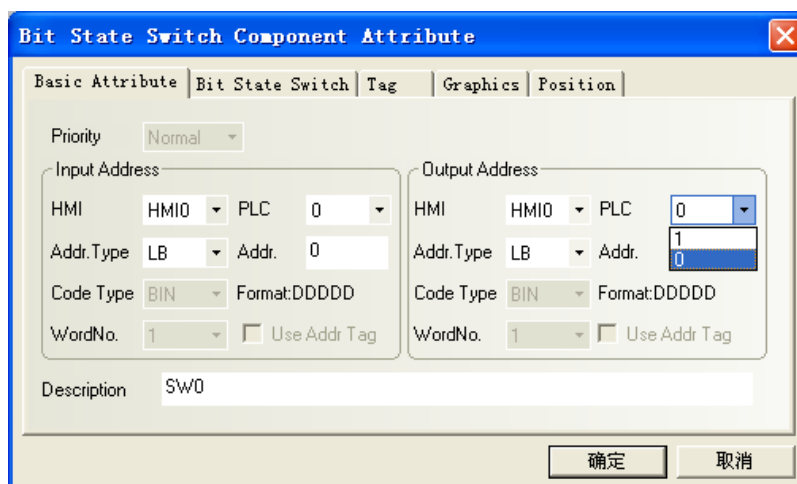 Bit State Switch Component Attribute
Basic Attribute Bit State Switch Tag Graphics Position
Priority Normal
Input Address Output Address
HMI HMI0 PLC 0 HMI HMI0 PLC 0
1
Addr.Type LB Addr. 0 Addr.Type LB Addr. 0
Code Type BIN Format:DDDDD Code Type BIN Format:DDDDD
WordNo. 1 Use Addr Tag WordNo. 1 Use Addr Tag
Description SW0
确定 取消